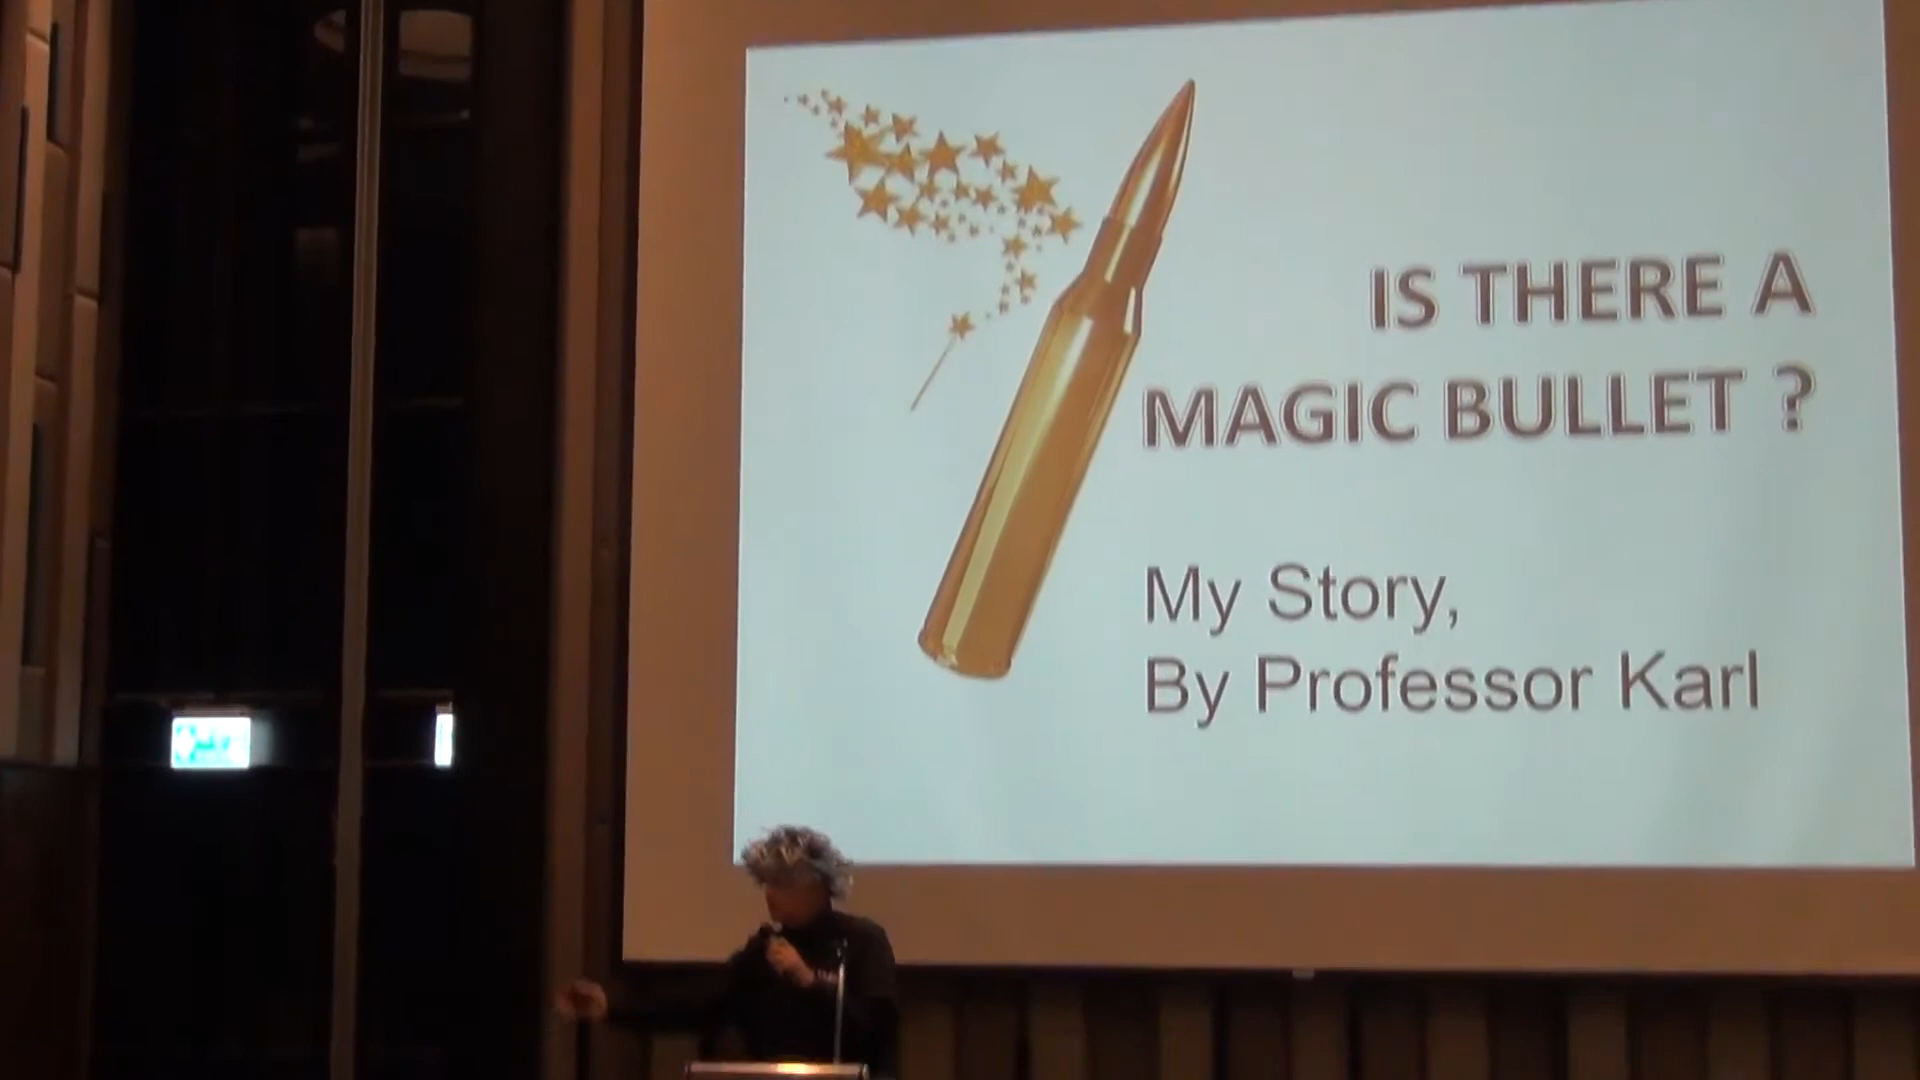 IS THERE A
MAGIC BULLET ?
My Story,
By Professor Karl